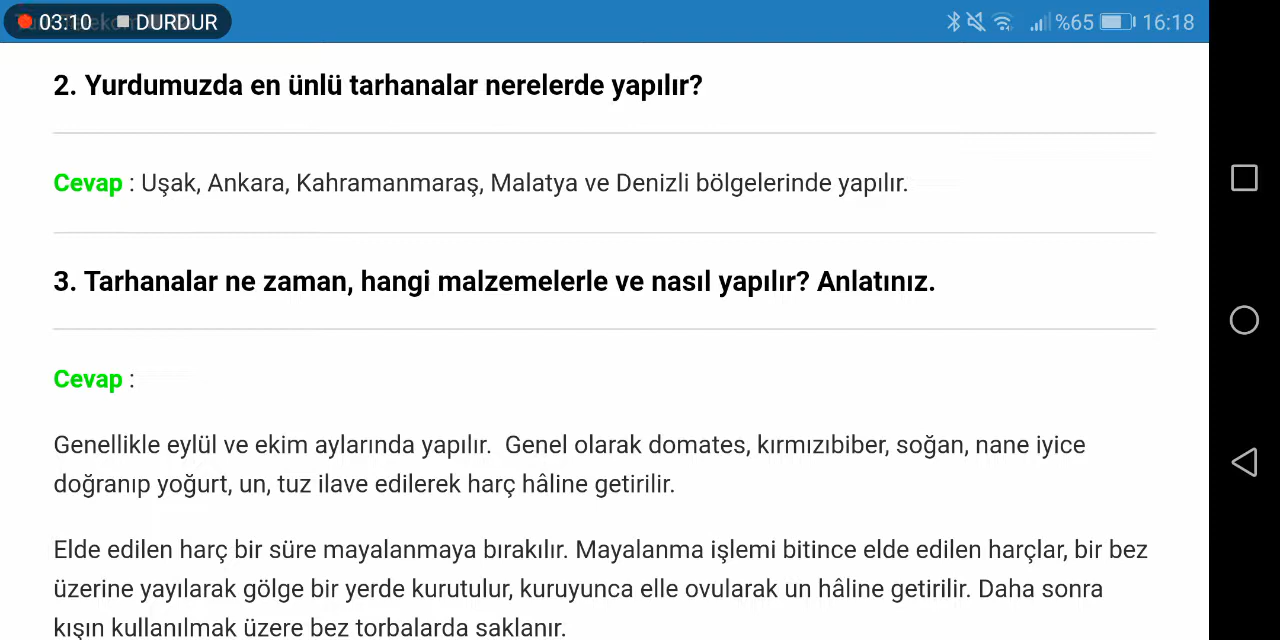 03:10 DURDUR %65 16:18
2. Yurdumuzda en ünlü tarhanalar nerelerde yapılır?
Cevap : Uşak, Ankara, Kahramanmaraş, Malatya ve Denizli bölgelerinde yapılır.
3. Tarhanalar ne zaman, hangi malzemelerle ve nasıl yapılır? Anlatınız.
Cevap :
Genellikle eylül ve ekim aylarında yapılır. Genel olarak domates, kırmızıbiber, soğan, nane iyice
doğranıp yoğurt, un, tuz ilave edilerek harç hâline getirilir.
Elde edilen harç bir süre mayalanmaya bırakılır. Mayalanma işlemi bitince elde edilen harçlar, bir bez
üzerine yayılarak gölge bir yerde kurutulur, kuruyunca elle ovularak un hâline getirilir. Daha sonra
kışın kullanılmak üzere bez torbalarda saklanır.